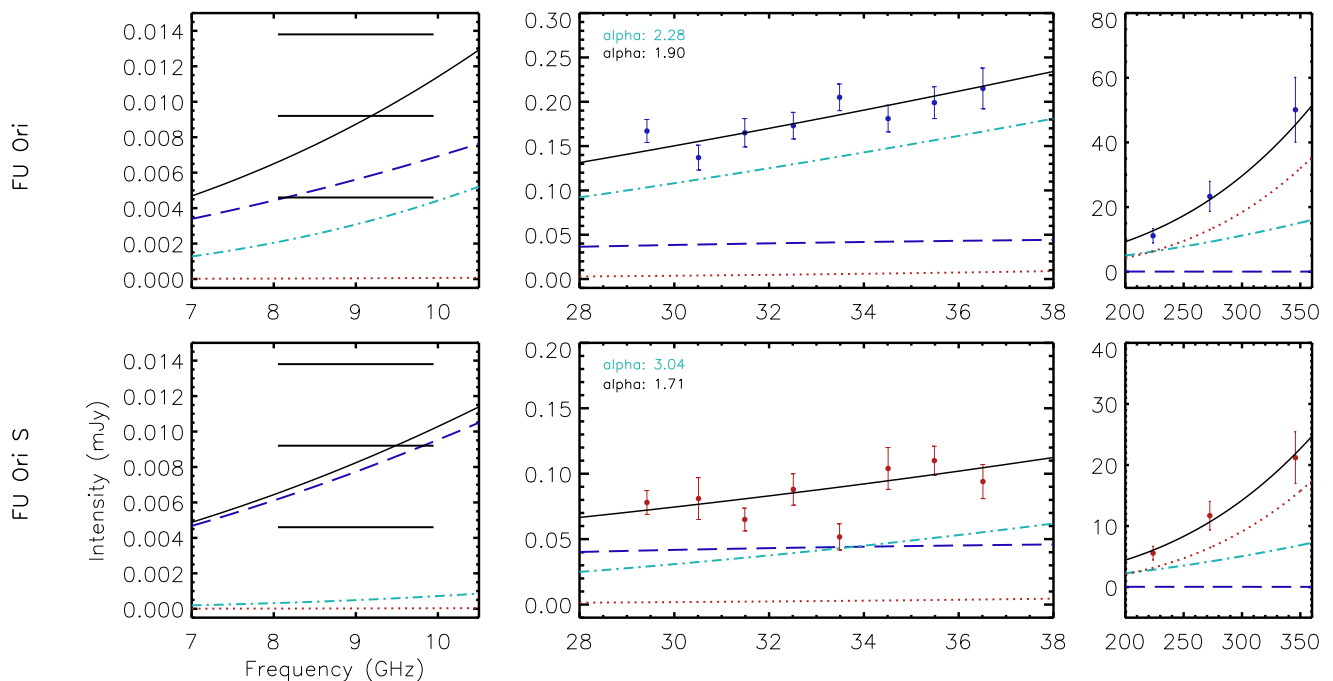 FU Ori
0.014
0.012
0.010
0.008
0.006
0.004
0.002
0.000
7 8 9 10
0.30
0.25
0.20
0.15
0.10
0.05
0.00
alpha: 2.28
alpha: 1.90
28 30 32 34 36 38
80
60
40
20
0
200 250 300 350
FU Ori S
Intensity (mJy)
0.014
0.012
0.010
0.008
0.006
0.004
0.002
0.000
7 8 9 10
Frequency (GHz)
0.20
0.15
0.10
0.05
0.00
alpha: 3.04
alpha: 1.71
28 30 32 34 36 38
40
30
20
10
0
200 250 300 350